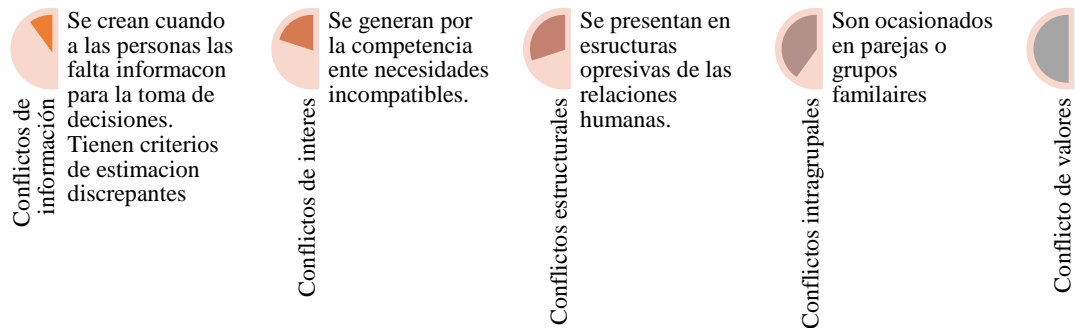 Conflictos de
información
Se crean cuando
a las personas las
falta informacon
para la toma de
decisiones.
Tienen criterios
de estimacion
discrepantes
Conflictos de interes
Se generan por
la competencia
ente necesidades
incompatibles.
Conflictos estructurales
Se presentan en
esructuras
opresivas de las
relaciones
humanas.
Conflictos intragrupales
Son ocasionados
en parejas o
grupos
familaires
Conflicto de valores